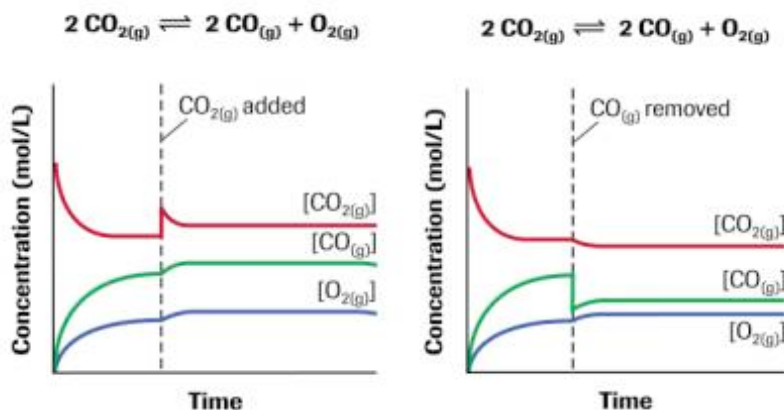 2 CO₂(g) ⇌ 2 CO(g) + O₂(g)
Concentration (mol/L)
CO₂(g) added
[CO₂(g)]
[CO(g)]
[O₂(g)]
Time
2 CO₂(g) ⇌ 2 CO(g) + O₂(g)
Concentration (mol/L)
CO(g) removed
[CO₂(g)]
[CO(g)]
[O₂(g)]
Time